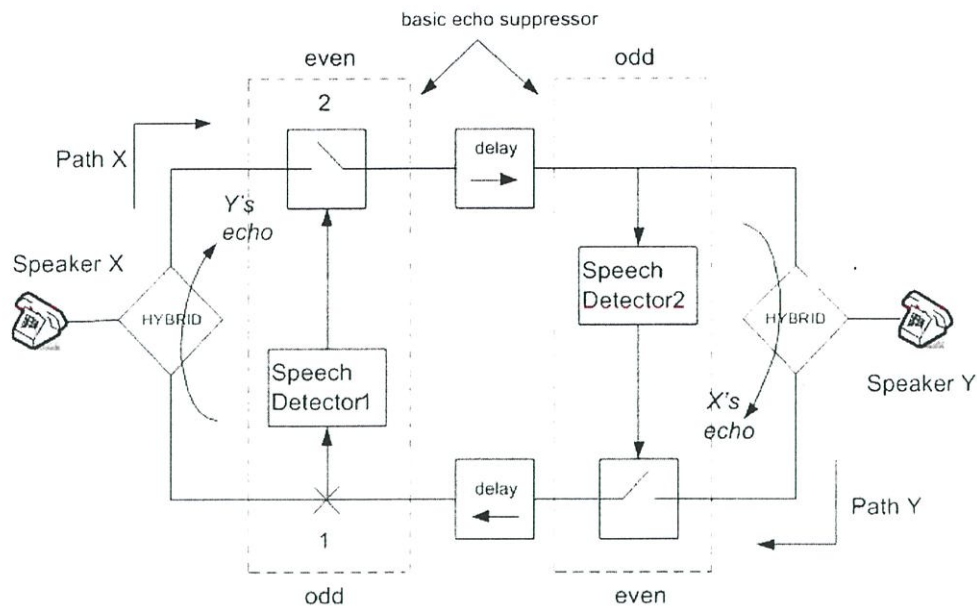 basic echo suppressor
even
odd
2
Path X
delay
Y's
echo
Speaker X
HYBRID
Speech
Detector1
Speech
Detector2
HYBRID
Speaker Y
X's
echo
delay
Path Y
1
odd
even